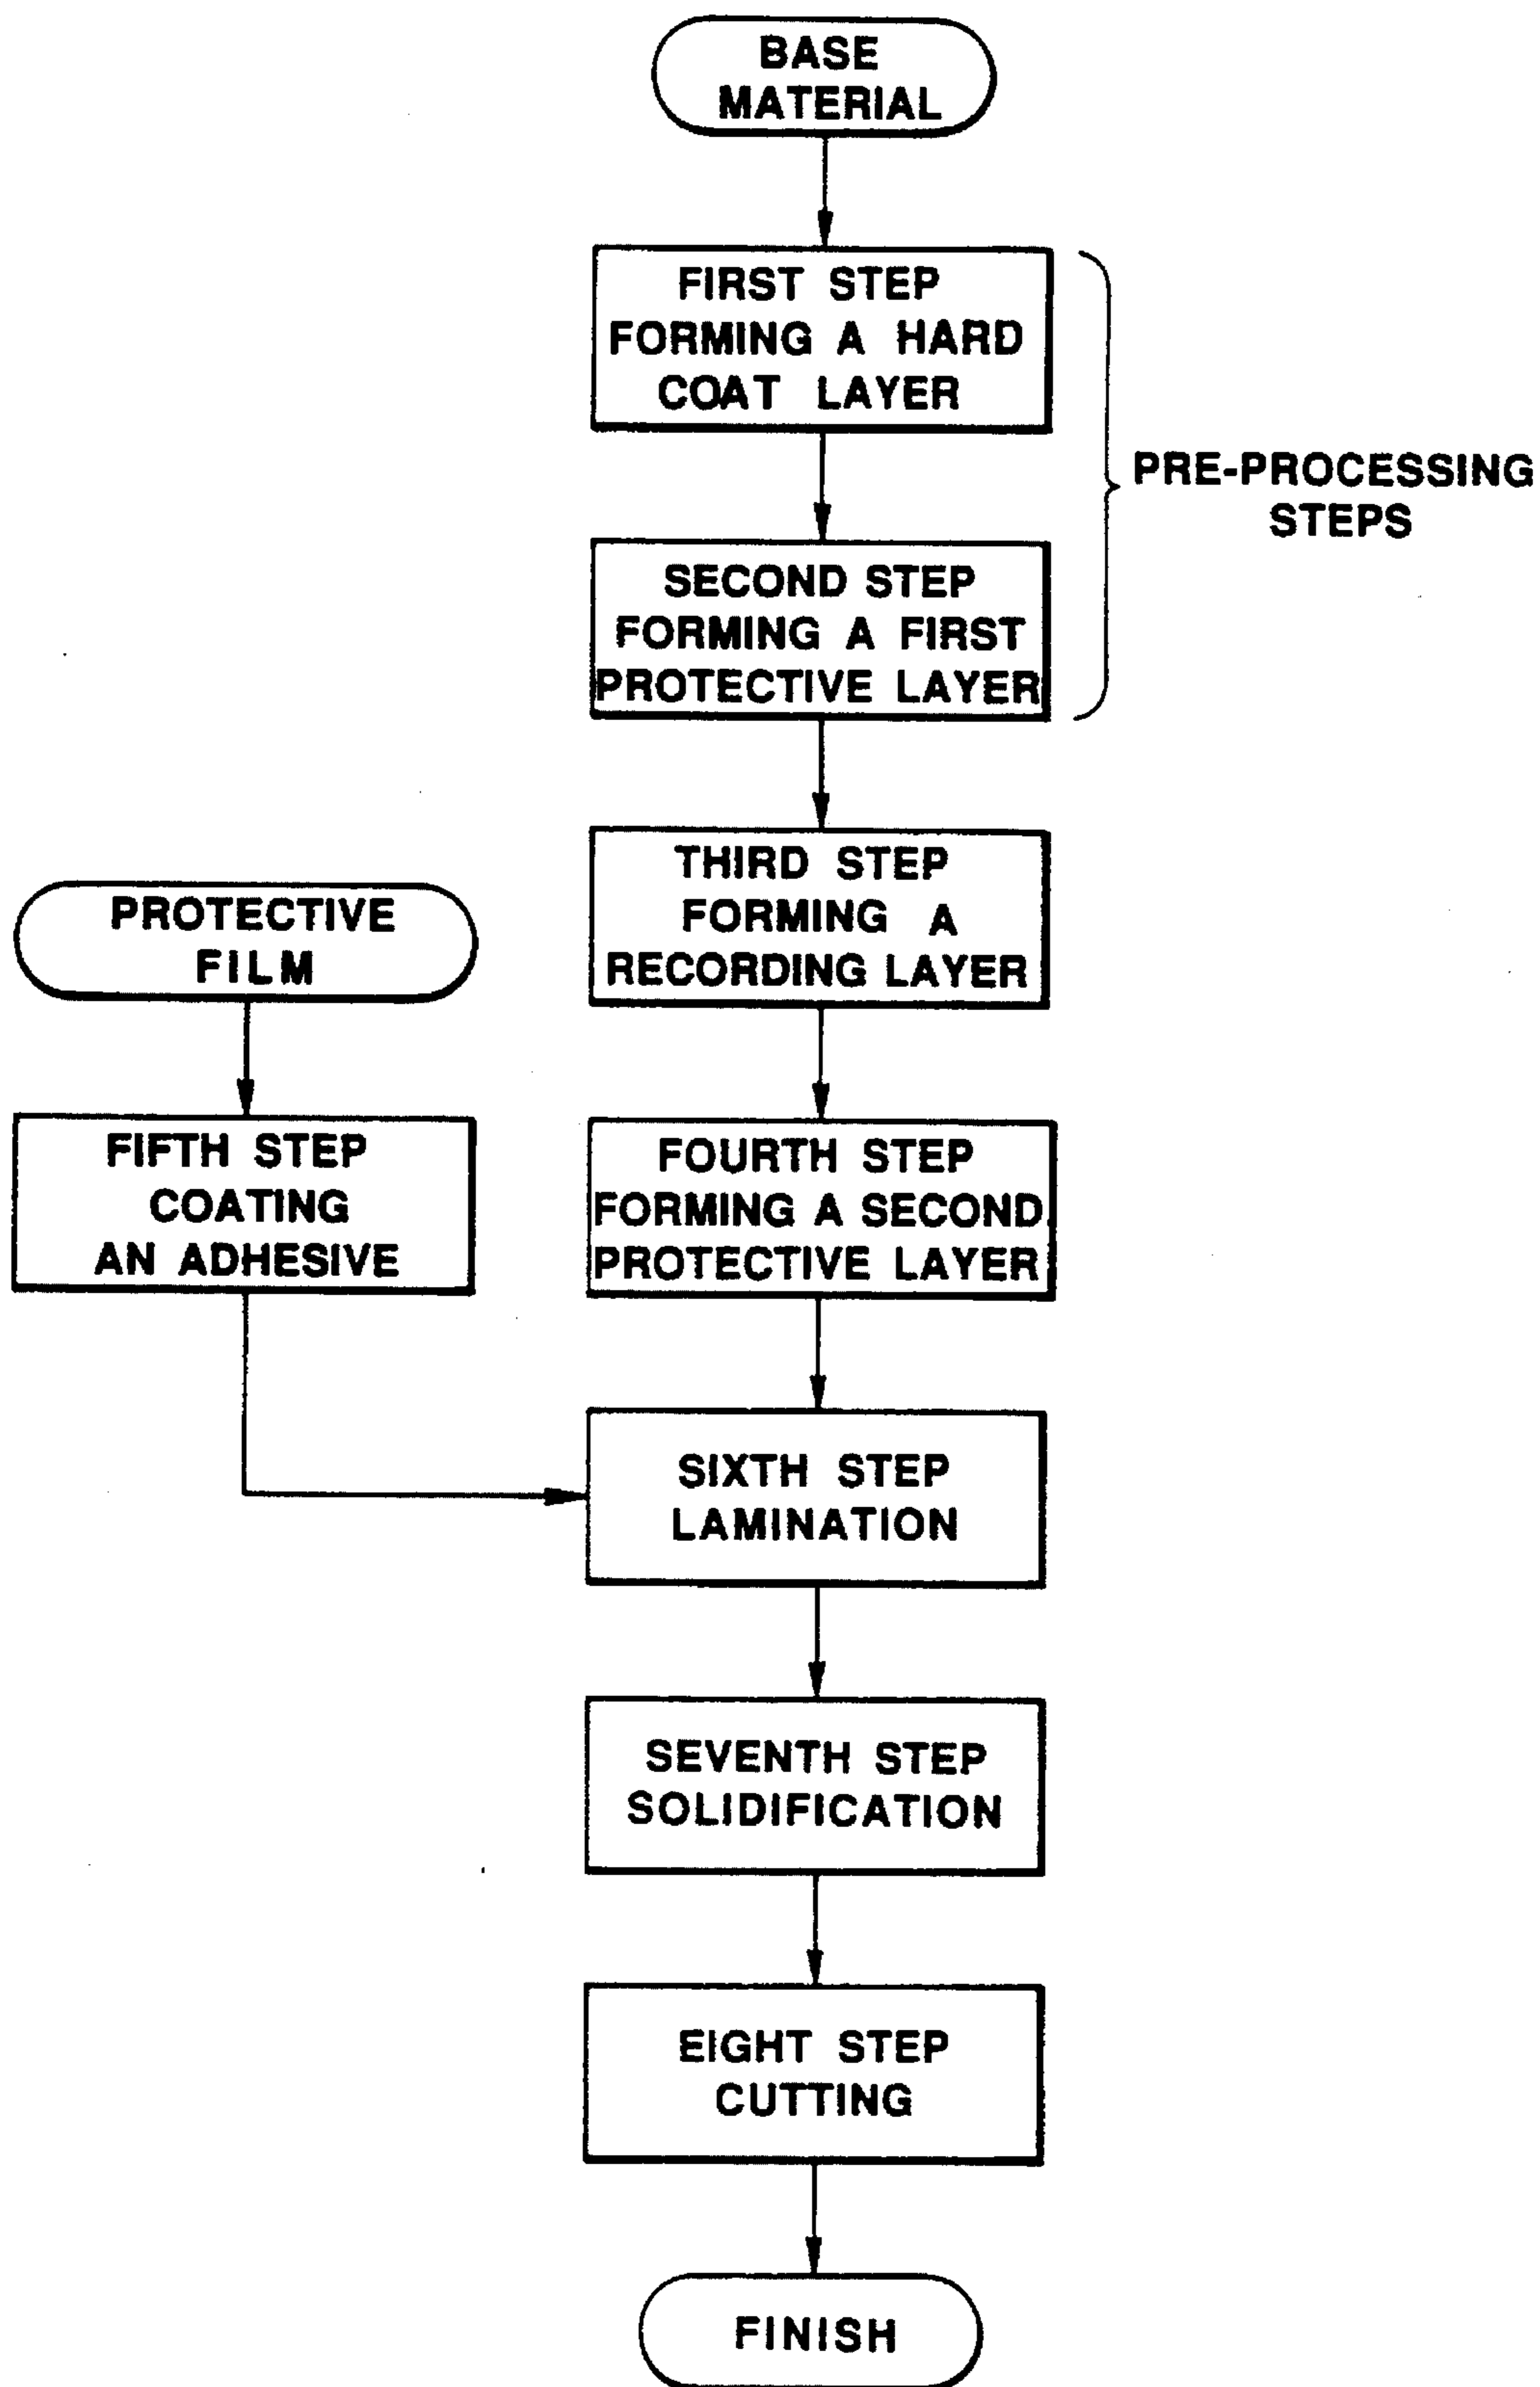 BASE
MATERIAL
FIRST STEP
FORMING A HARD
COAT LAYER
PRE-PROCESSING
STEPS
SECOND STEP
FORMING A FIRST
PROTECTIVE LAYER
THIRD STEP
FORMING A
RECORDING LAYER
PROTECTIVE
FILM
FIFTH STEP
COATING
AN ADHESIVE
FOURTH STEP
FORMING A SECOND
PROTECTIVE LAYER
SIXTH STEP
LAMINATION
SEVENTH STEP
SOLIDIFICATION
EIGHT STEP
CUTTING
FINISH